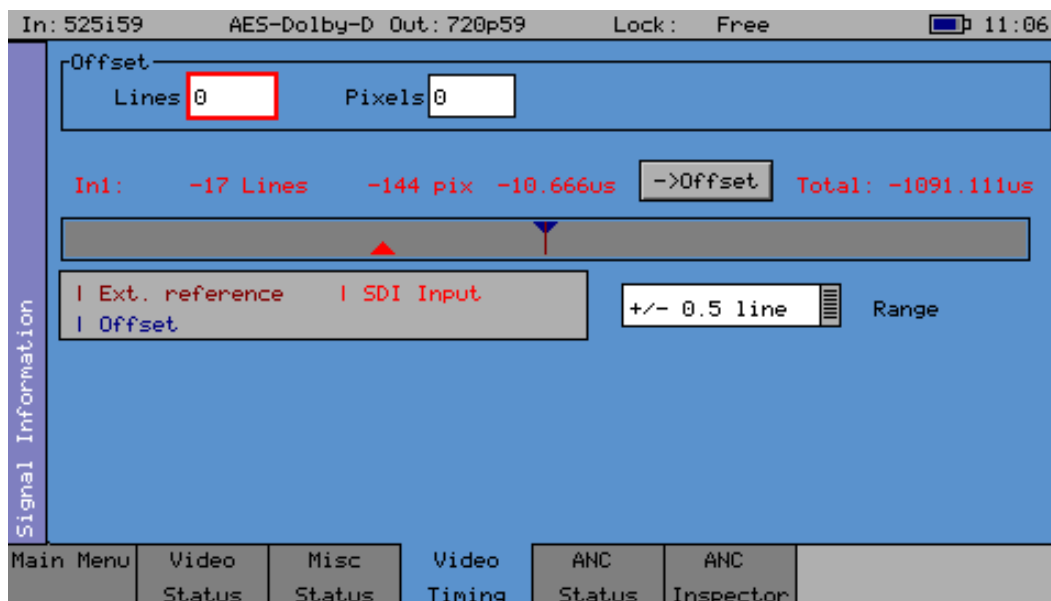 In: 525i59 AES-Dolby-D Out: 720p59 Lock: Free 11:06
Offset
Lines 0 Pixels 0
In1: -17 Lines -144 pix -10.666us ->Offset Total: -1091.111us
| Ext. reference | SDI Input
| Offset
+/- 0.5 line Range
Signal Information
Main Menu Video Status Misc Status Video Timing ANC Status ANC Inspector